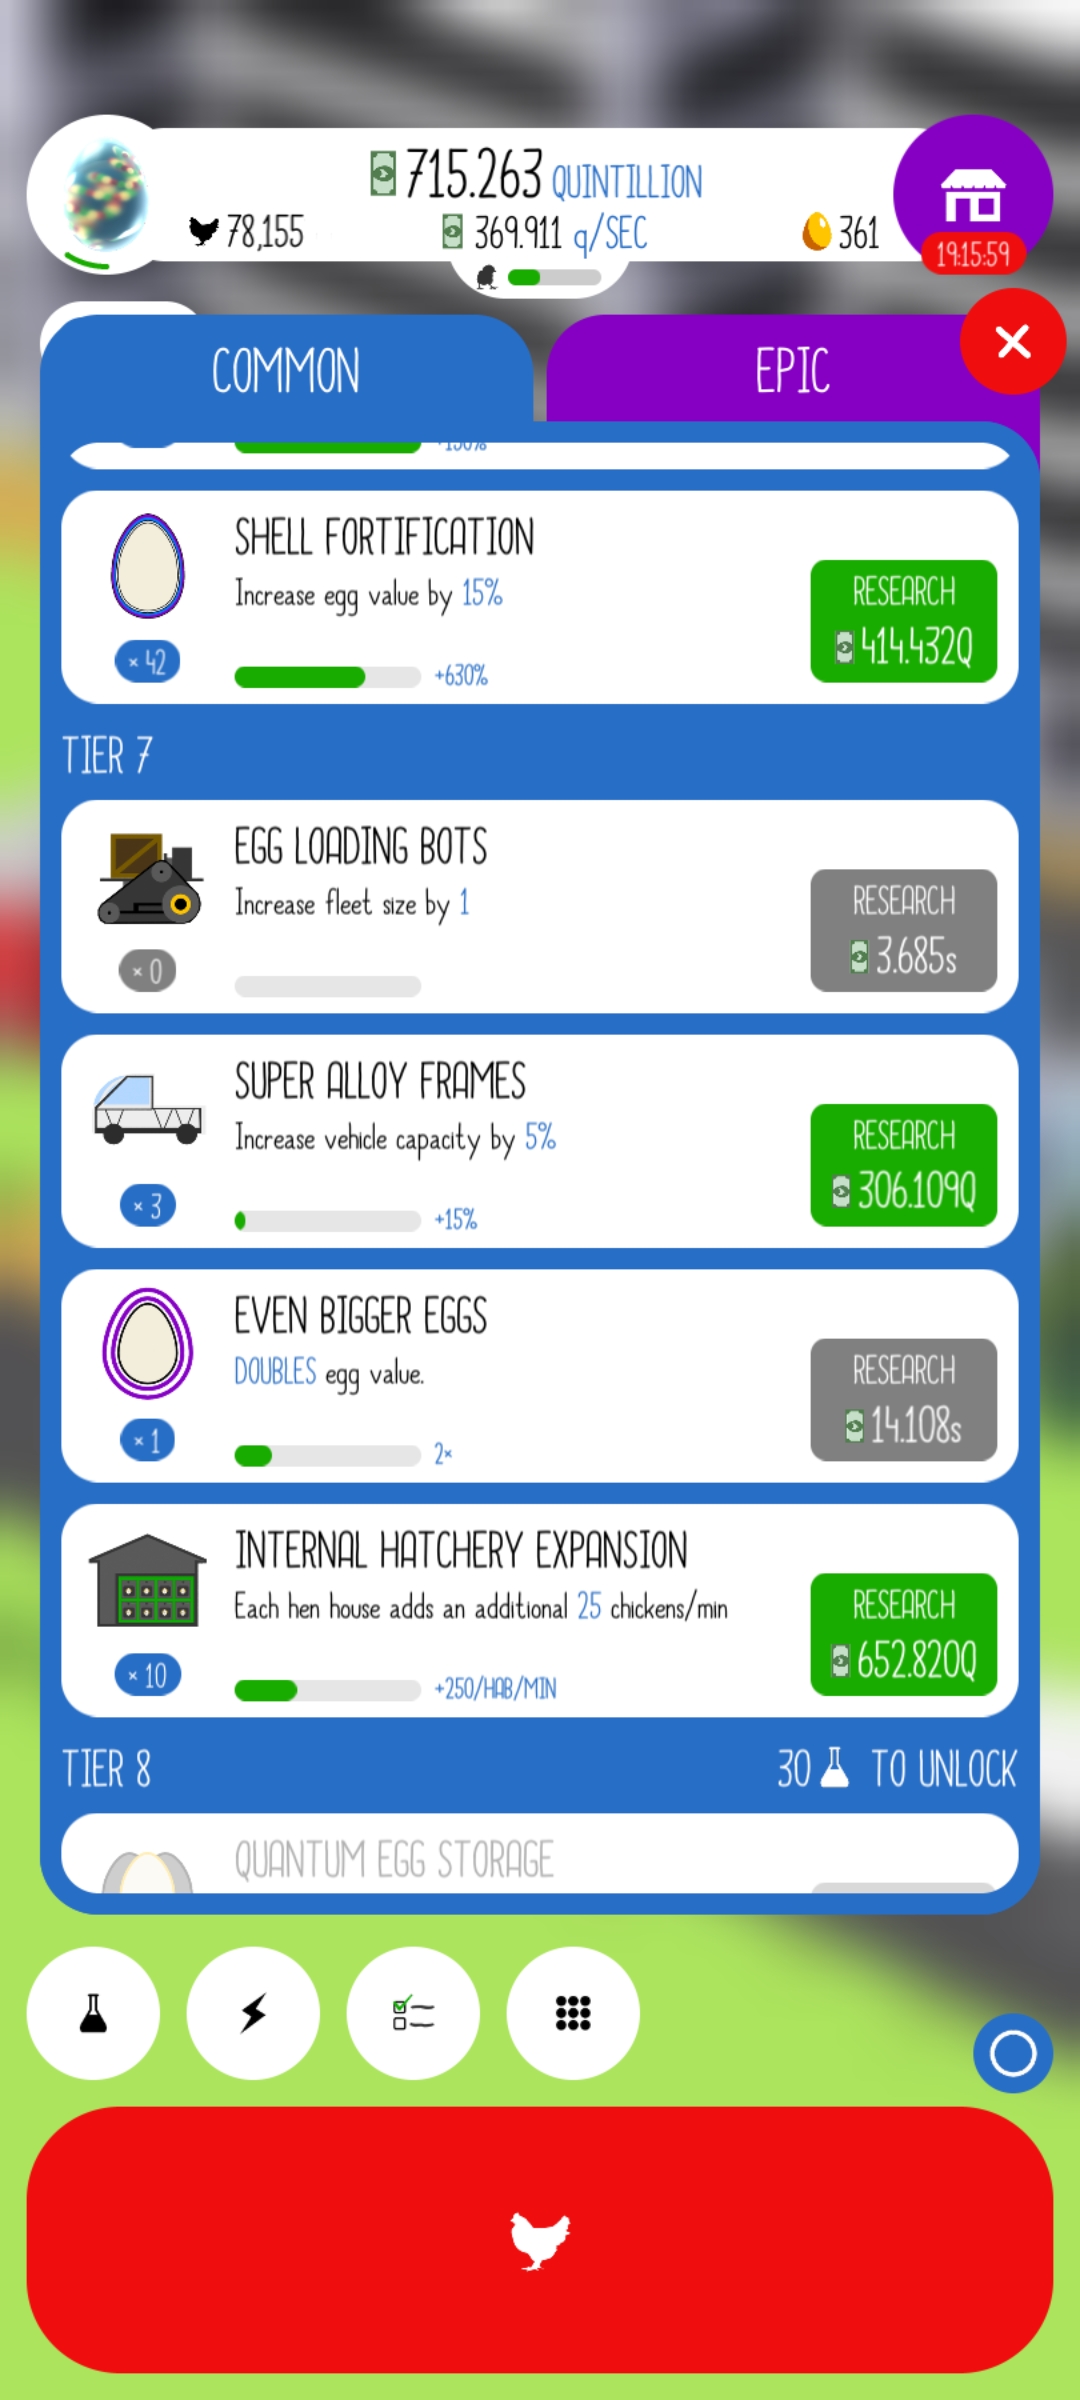 715.263 QUINTILLION
78,155
369.911 q/SEC
361
19:15:59
COMMON
EPIC
SHELL FORTIFICATION
Increase egg value by 15%
RESEARCH
414.432Q
× 42
+630%
TIER 7
EGG LOADING BOTS
Increase fleet size by 1
RESEARCH
3.685s
× 0
SUPER ALLOY FRAMES
Increase vehicle capacity by 5%
RESEARCH
306.109Q
× 3
+15%
EVEN BIGGER EGGS
DOUBLES egg value.
RESEARCH
14.108s
× 1
2×
INTERNAL HATCHERY EXPANSION
Each hen house adds an additional 25 chickens/min
RESEARCH
652.820Q
× 10
+250/HAB/MIN
TIER 8
30 TO UNLOCK
QUANTUM EGG STORAGE